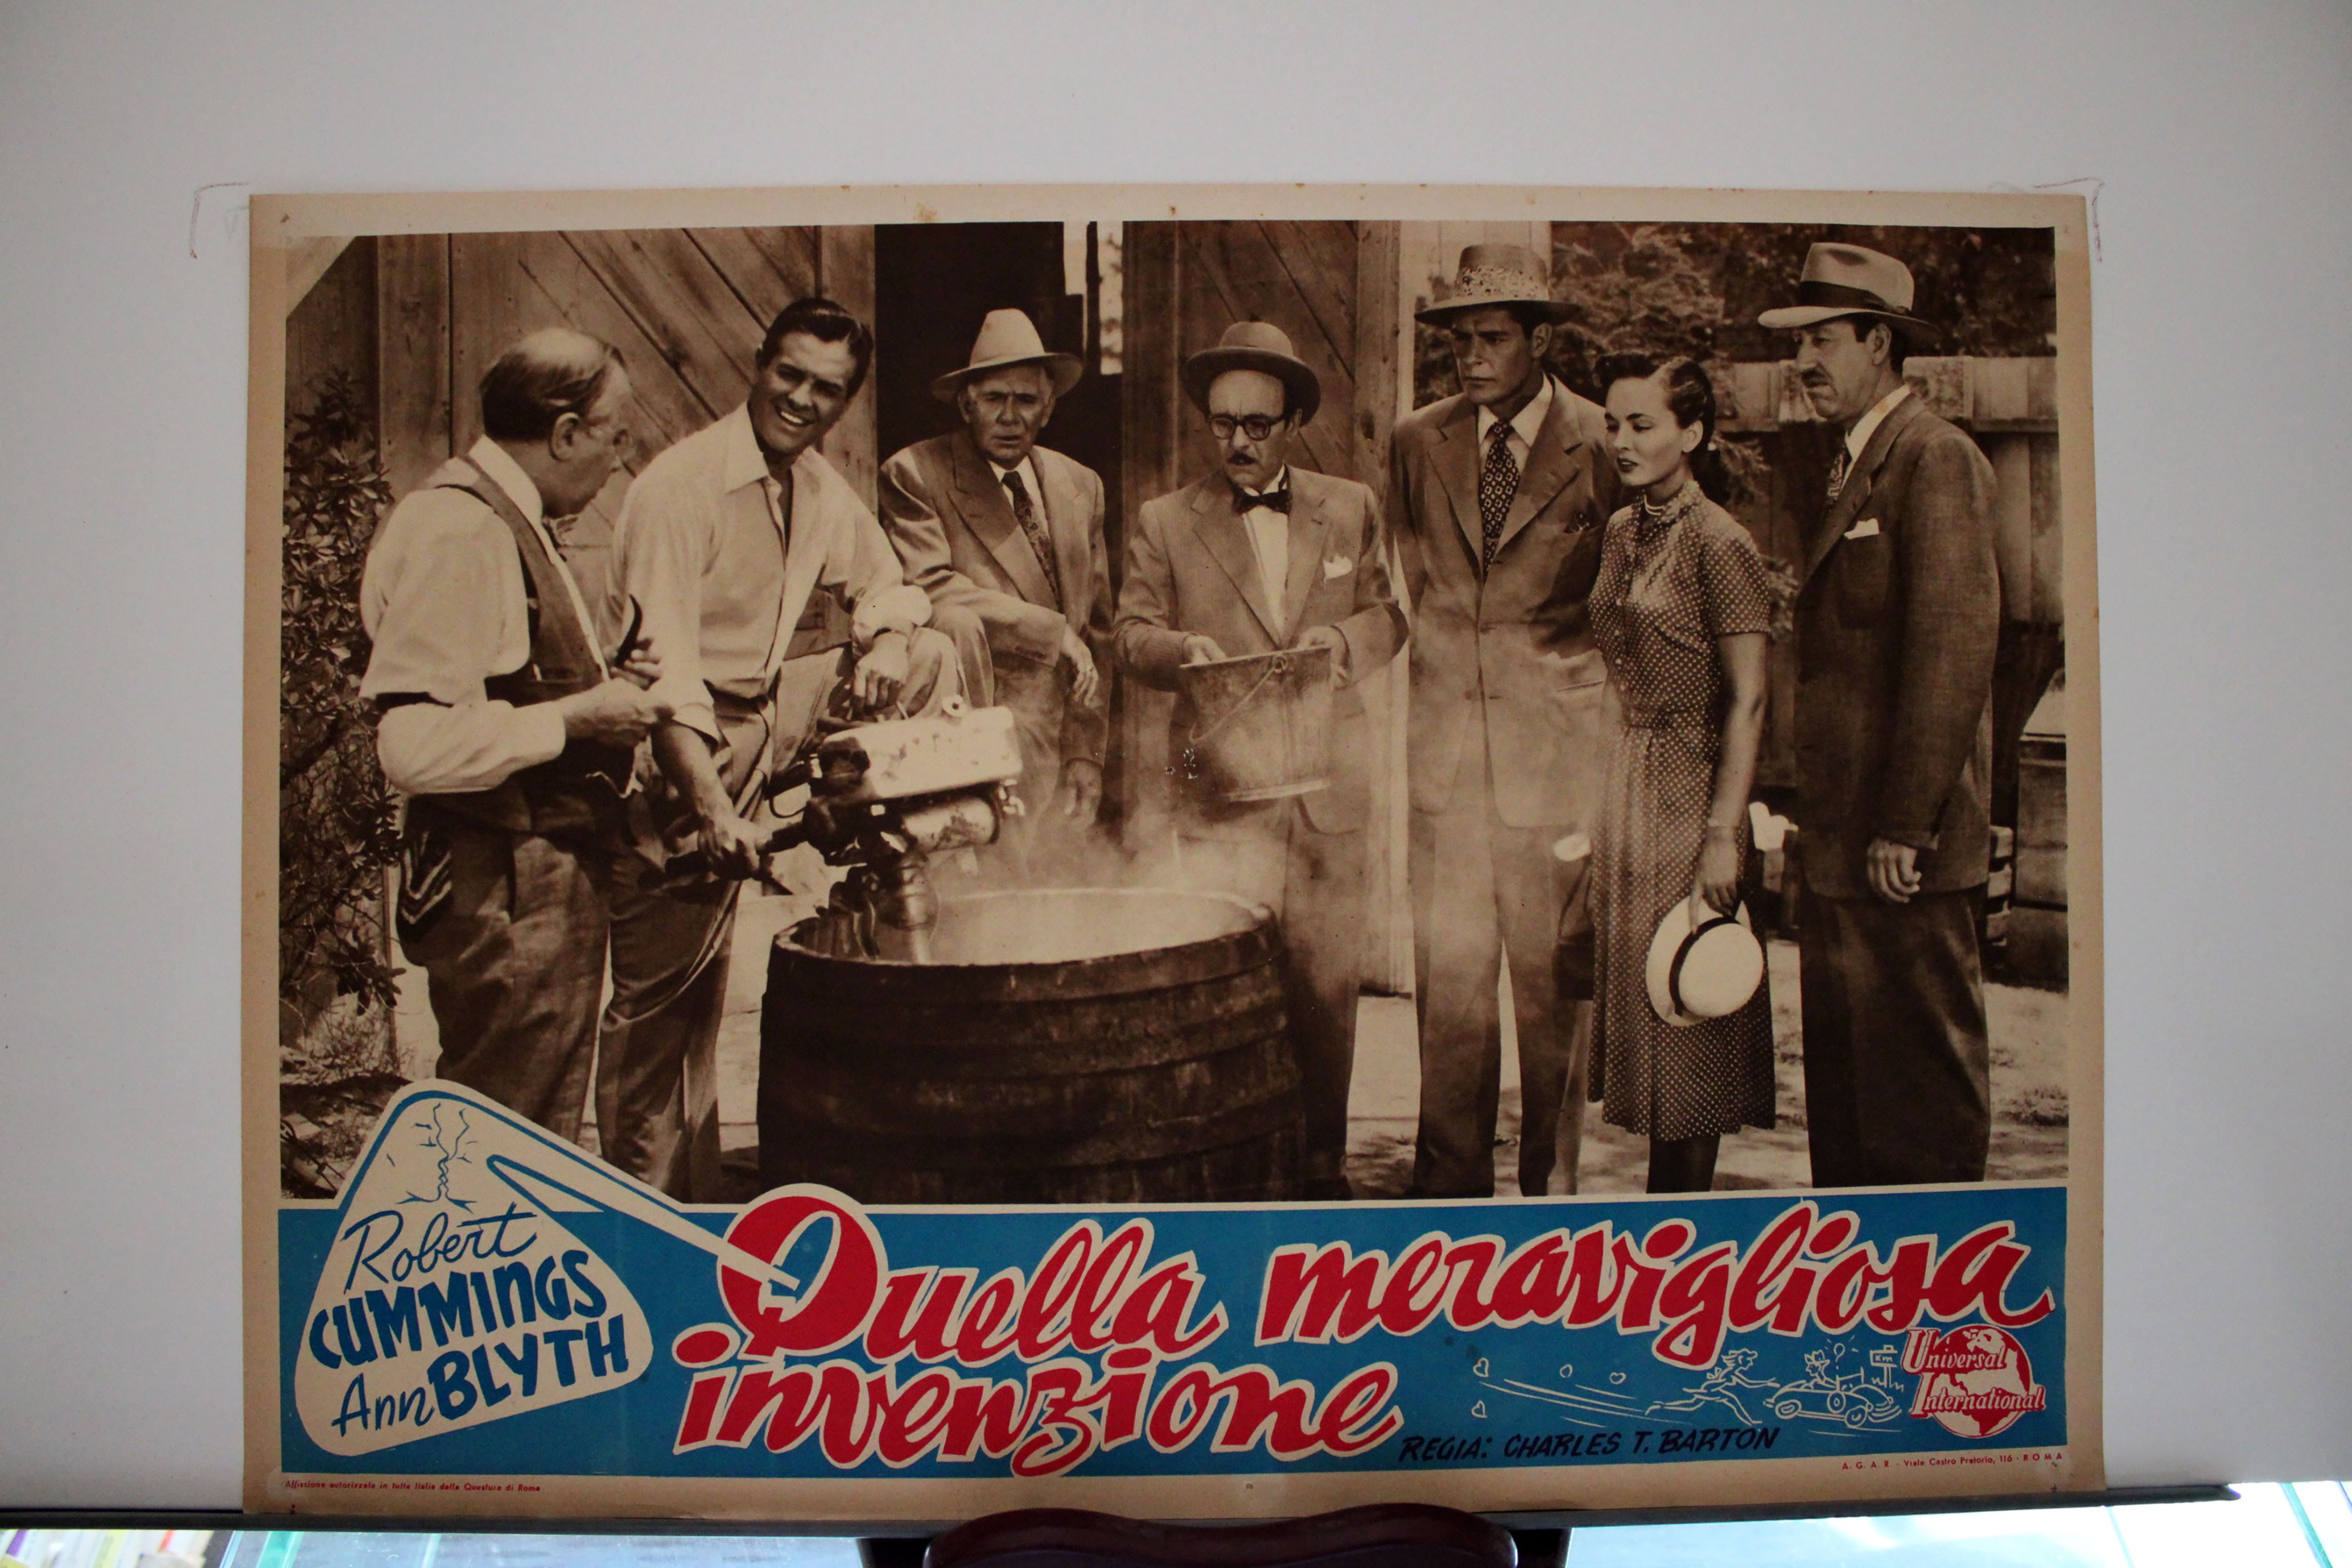 Robert
CUMMINGS
Ann BLYTH
Quella meravigliosa
invenzione
Km
Universal
International
REGIA: CHARLES T. BARTON
Affissione autorizzata in tutta Italia dalla Questura di Roma
A. G. A. R. - Viale Castro Pretorio, 116 - ROMA